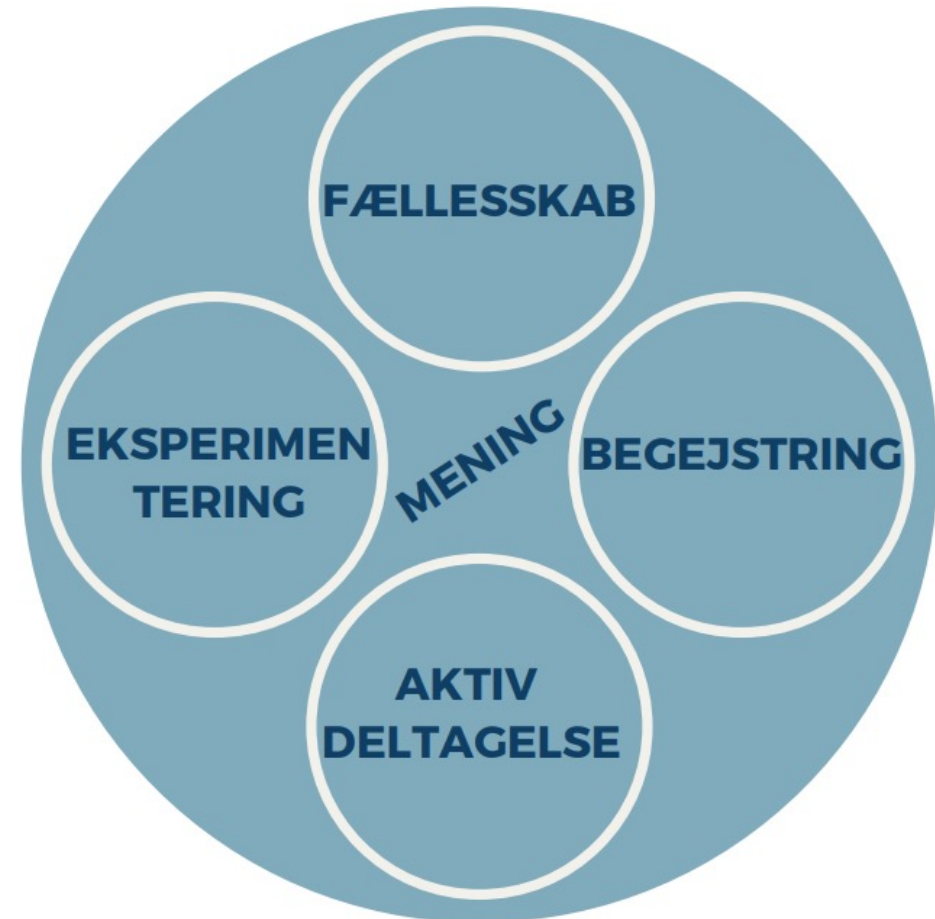 FÆLLESSKAB
EKSPERIMEN
TERING
MENING
BEGEJSTRING
AKTIV
DELTAGELSE